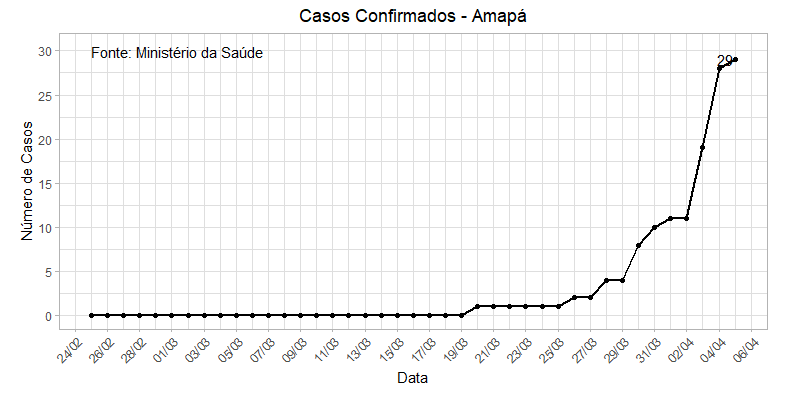 Casos Confirmados - Amapá
Fonte: Ministério da Saúde
29
30
25
20
15
10
5
0
Número de Casos
24/02 26/02 28/02 01/03 03/03 05/03 07/03 09/03 11/03 13/03 15/03 17/03 19/03 21/03 23/03 25/03 27/03 29/03 31/03 02/04 04/04 06/04
Data